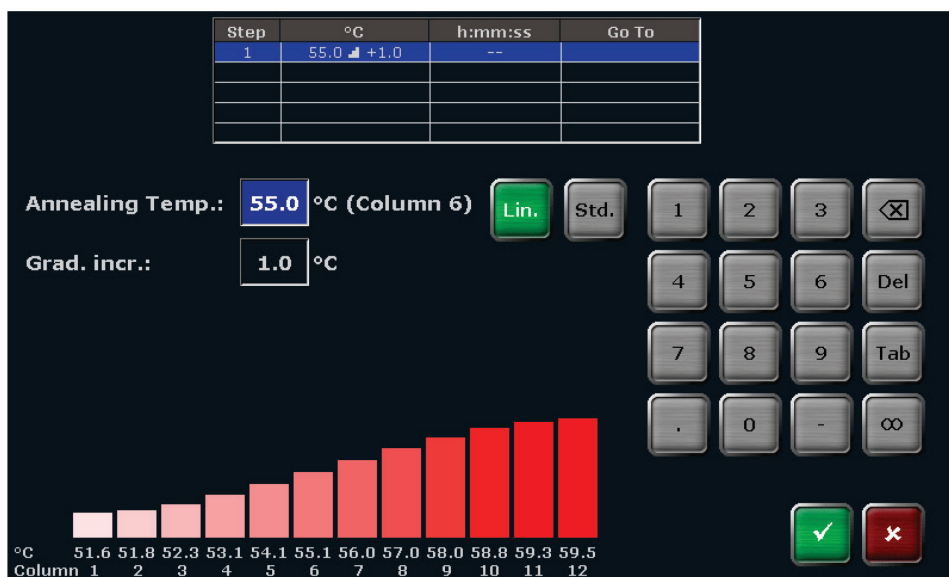 Step °C h:mm:ss Go To
1 55.0 +1.0 --
Annealing Temp.: 55.0 °C (Column 6) Lin. Std. 1 2 3
Grad. incr.: 1.0 °C 4 5 6 Del
7 8 9 Tab
. 0 - ∞
°C 51.6 51.8 52.3 53.1 54.1 55.1 56.0 57.0 58.0 58.8 59.3 59.5
Column 1 2 3 4 5 6 7 8 9 10 11 12